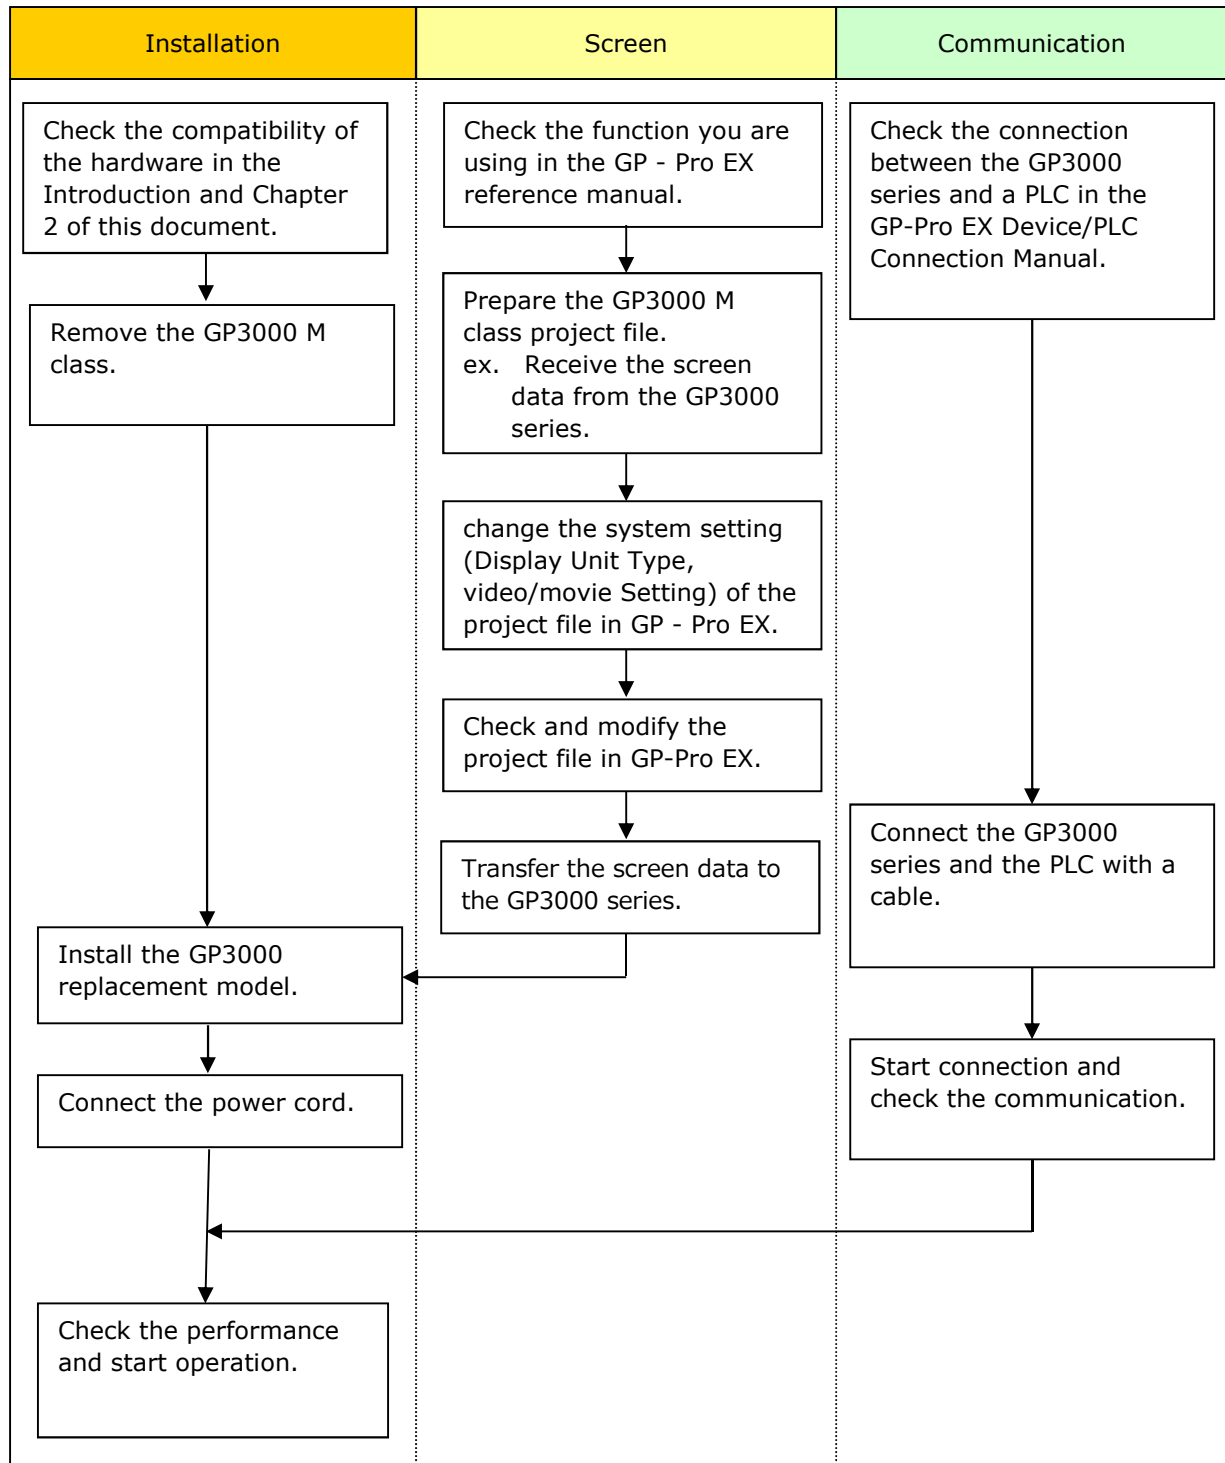 Installation
Screen
Communication
Check the compatibility of
the hardware in the
Introduction and Chapter
2 of this document.
Remove the GP3000 M
class.
Install the GP3000
replacement model.
Connect the power cord.
Check the performance
and start operation.
Check the function you are
using in the GP - Pro EX
reference manual.
Prepare the GP3000 M
class project file.
ex. Receive the screen
data from the GP3000
series.
change the system setting
(Display Unit Type,
video/movie Setting) of the
project file in GP - Pro EX.
Check and modify the
project file in GP-Pro EX.
Transfer the screen data to
the GP3000 series.
Check the connection
between the GP3000
series and a PLC in the
GP-Pro EX Device/PLC
Connection Manual.
Connect the GP3000
series and the PLC with a
cable.
Start connection and
check the communication.